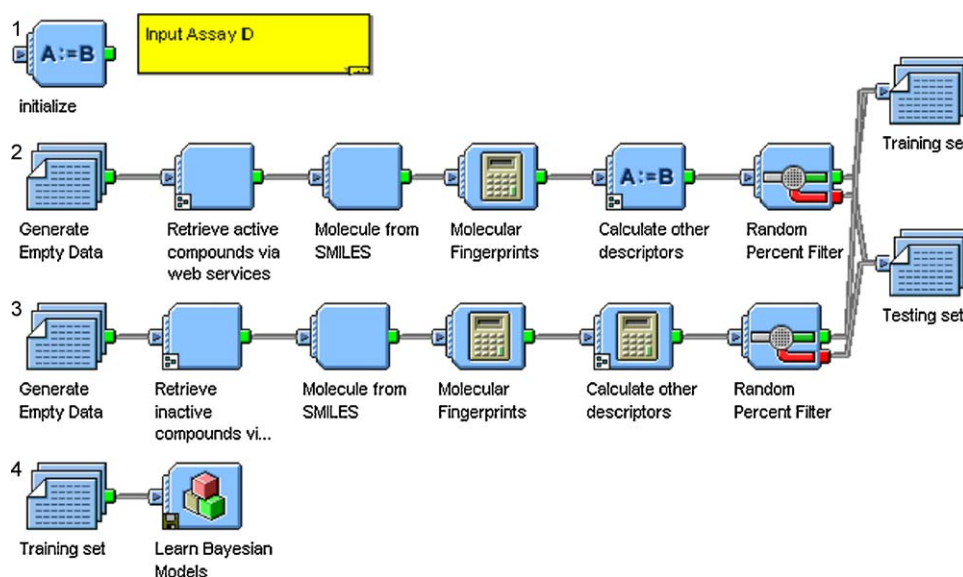 1
A:=B
initialize
Input Assay D
Training se
2
Generate
Empty Data
Retrieve active
compounds via
web services
Molecule from
SMILES
Molecular
Fingerprints
A:=B
Calculate other
descriptors
Random
Percent Filter
Testing set
3
Generate
Empty Data
Retrieve
inactive
compounds vi...
Molecule from
SMILES
Molecular
Fingerprints
Calculate other
descriptors
Random
Percent Filter
4
Training set
Learn Bayesian
Models